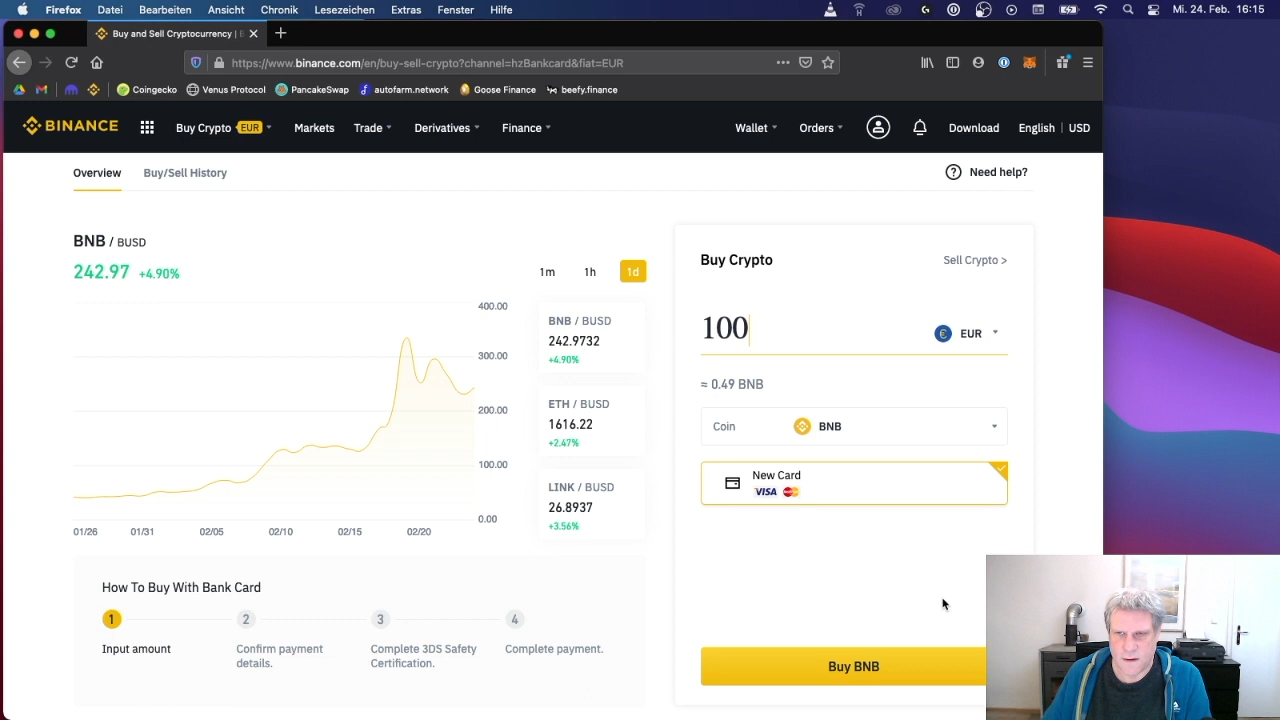 Firefox Datei Bearbeiten Ansicht Chronik Lesezeichen Extras Fenster Hilfe Mi. 24. Feb. 16:15
Buy and Sell Cryptocurrency |
https://www.binance.com/en/buy-sell-crypto?channel=hzBankcard&fiat=EUR
Coingecko Venus Protocol PancakeSwap autofarm.network Goose Finance beefy.finance
BINANCE Buy Crypto EUR Markets Trade Derivatives Finance Wallet Orders Download English | USD
Overview Buy/Sell History Need help?
BNB / BUSD
242.97 +4.90%
1m 1h 1d
400.00
300.00
200.00
100.00
0.00
01/26 01/31 02/05 02/10 02/15 02/20
BNB / BUSD
242.9732
+4.90%
ETH / BUSD
1616.22
+2.47%
LINK / BUSD
26.8937
+3.56%
How To Buy With Bank Card
1 2 3 4
Input amount
Confirm payment details.
Complete 3DS Safety Certification.
Complete payment.
Buy Crypto Sell Crypto >
100 EUR
≈ 0.49 BNB
Coin BNB
New Card
VISA
Buy BNB